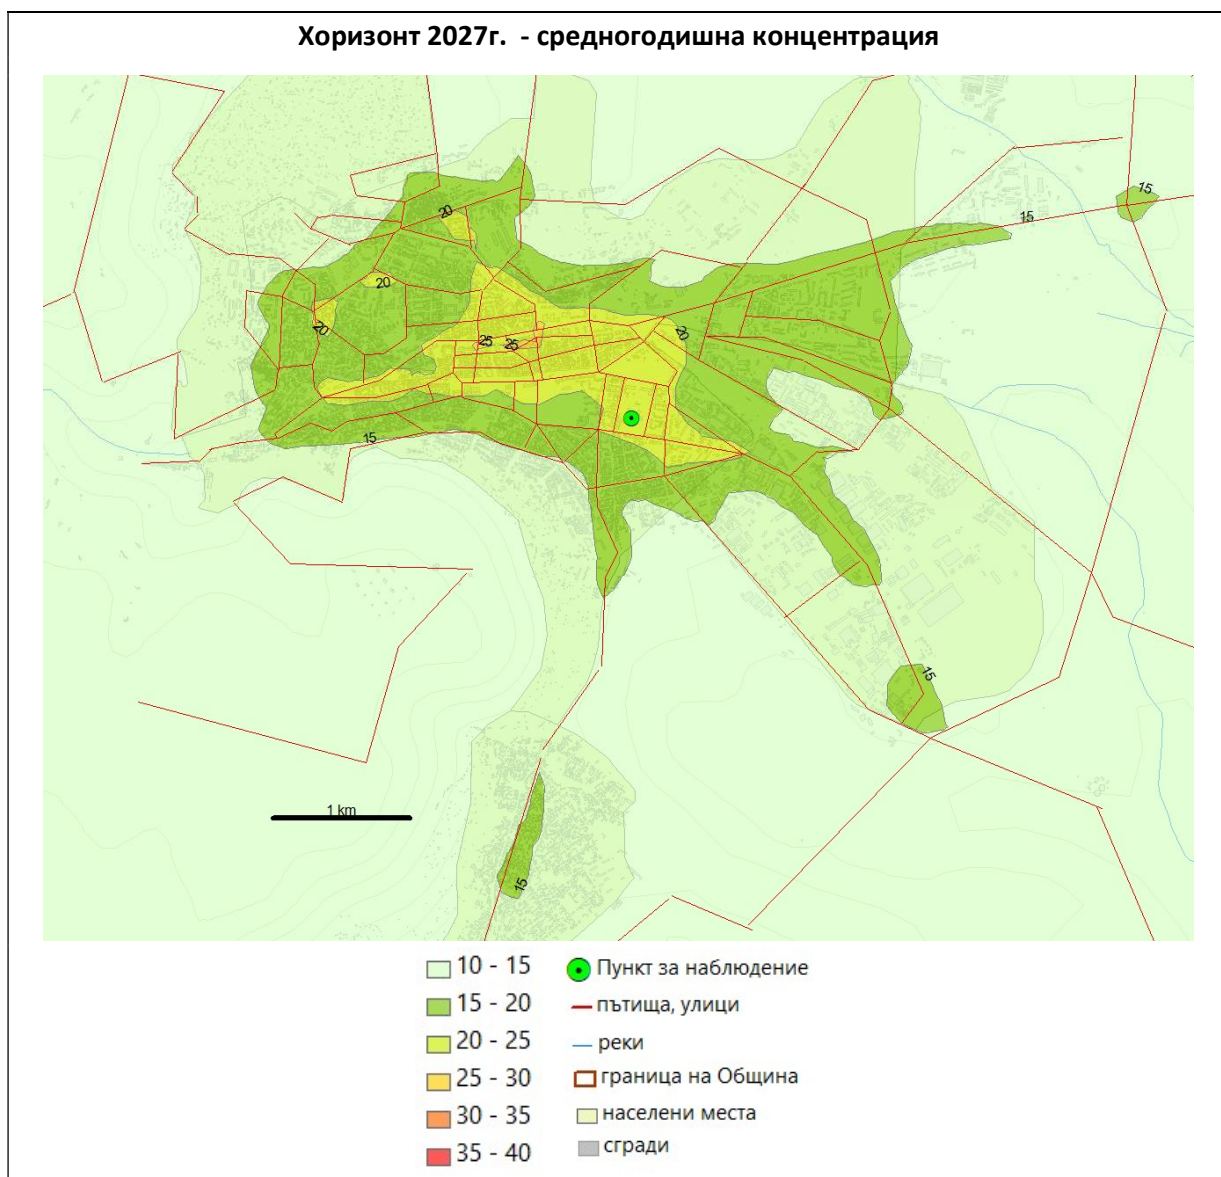 Хоризонт 2027г. - средногодишна концентрация
15
15
20
20
20
20
25
25
15
15
1 km
15
10 - 15
Пункт за наблюдение
15 - 20
пътища, улици
20 - 25
реки
25 - 30
граница на Община
30 - 35
населени места
35 - 40
сгради